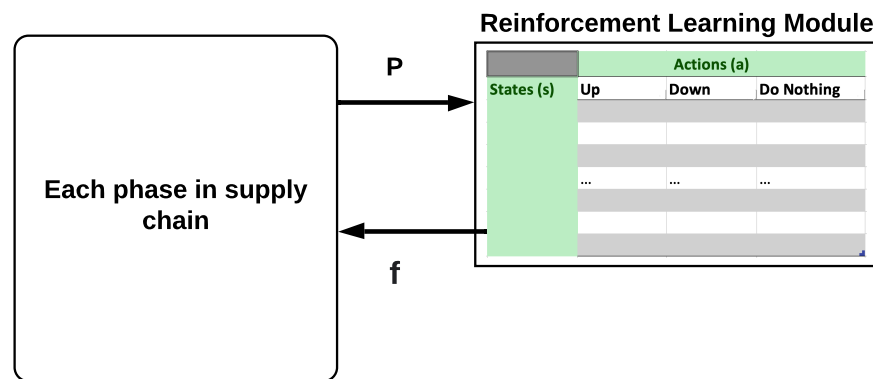 Reinforcement Learning Module
P
Actions (a)
States (s) Up Down Do Nothing
... ... ...
Each phase in supply
chain
f